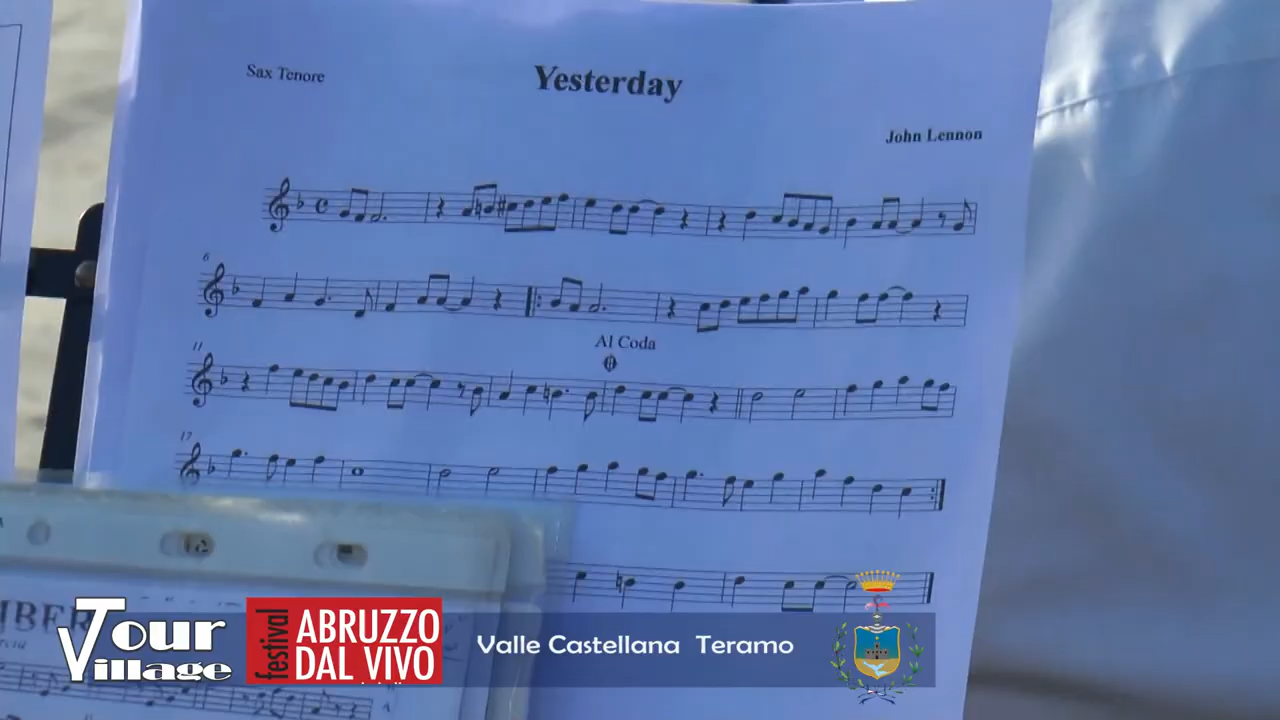 Sax Tenore
Yesterday
John Lennon
6
11
Al Coda
17
Tour Village
festival
ABRUZZO
DAL VIVO
Valle Castellana Teramo